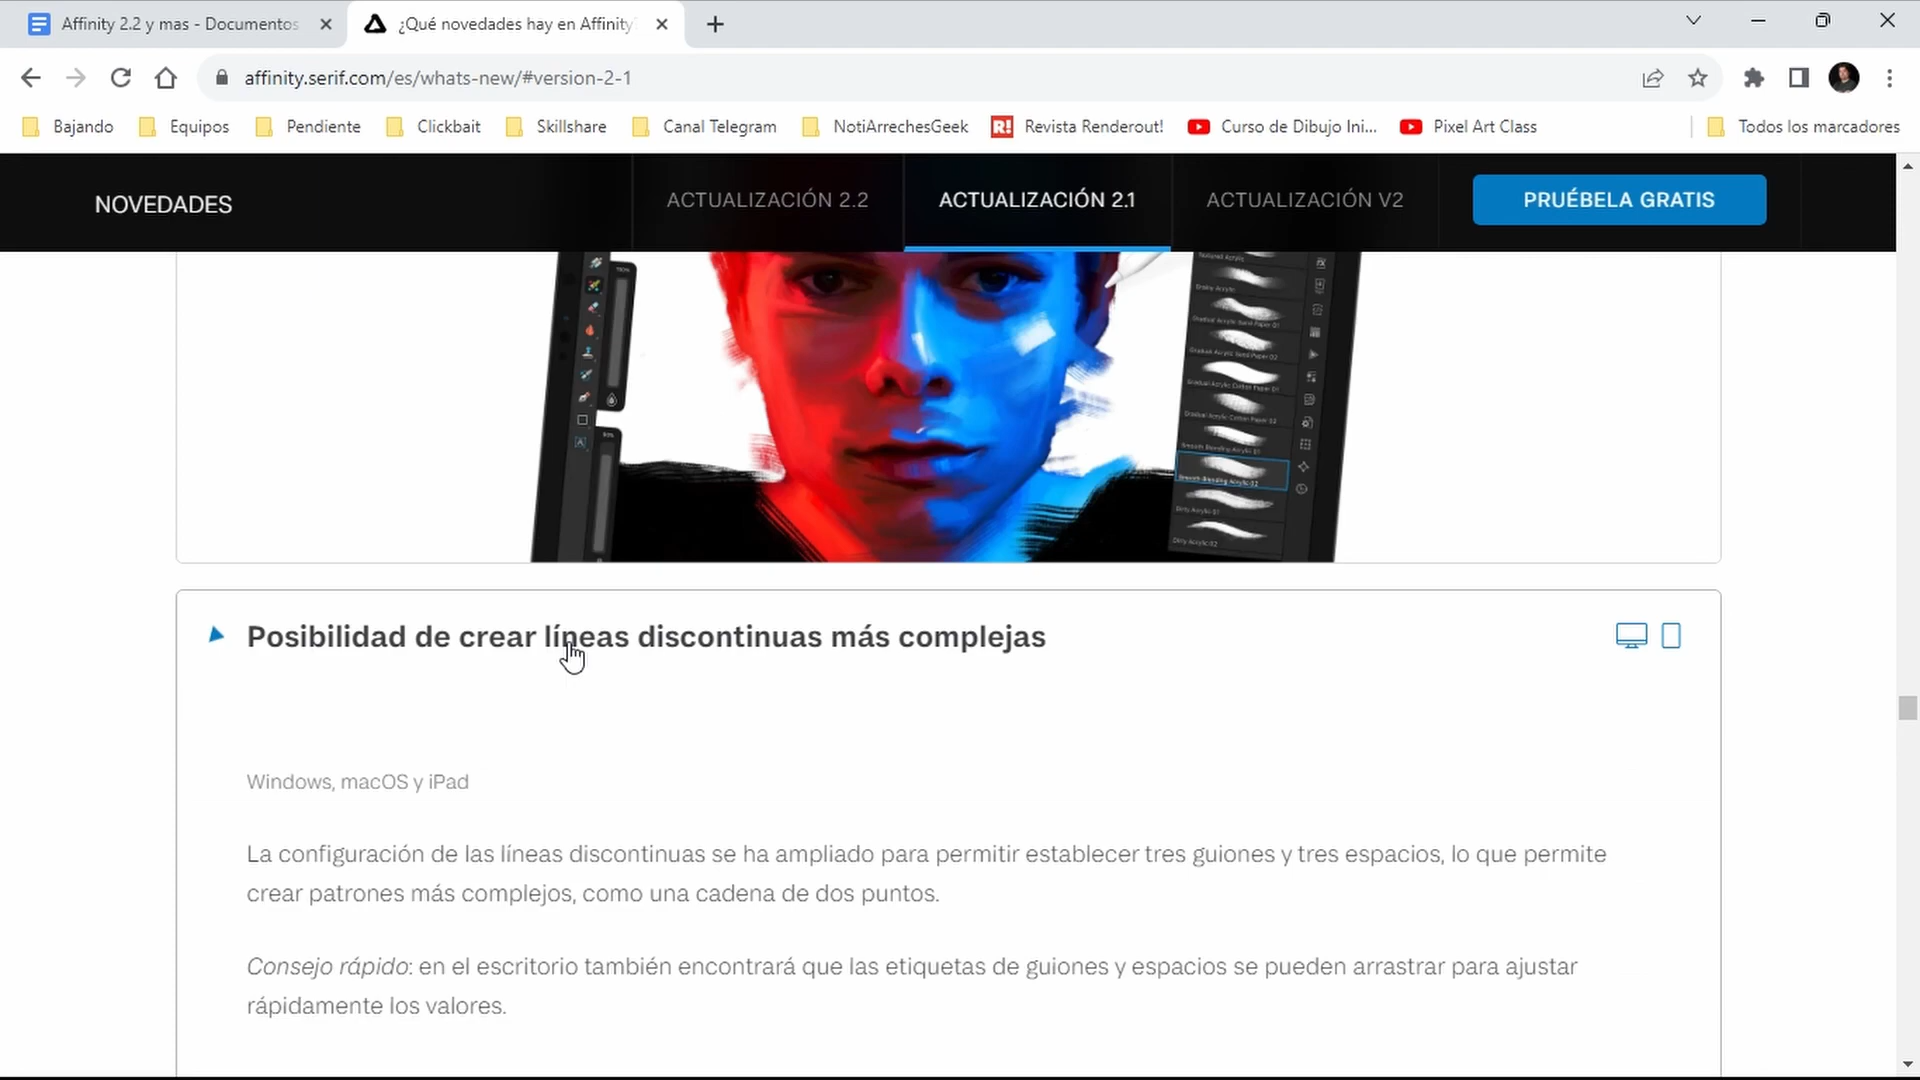 Affinity 2.2 y mas - Documentos
¿Qué novedades hay en Affinity
affinity.serif.com/es/whats-new/#version-2-1
Bajando
Equipos
Pendiente
Clickbait
Skillshare
Canal Telegram
NotiArrechesGeek
R!
Revista Renderout!
Curso de Dibujo Ini...
Pixel Art Class
Todos los marcadores
NOVEDADES
ACTUALIZACIÓN 2.2
ACTUALIZACIÓN 2.1
ACTUALIZACIÓN V2
PRUÉBELA GRATIS
Posibilidad de crear líneas discontinuas más complejas
Windows, macOS y iPad
La configuración de las líneas discontinuas se ha ampliado para permitir establecer tres guiones y tres espacios, lo que permite
crear patrones más complejos, como una cadena de dos puntos.
Consejo rápido: en el escritorio también encontrará que las etiquetas de guiones y espacios se pueden arrastrar para ajustar
rápidamente los valores.